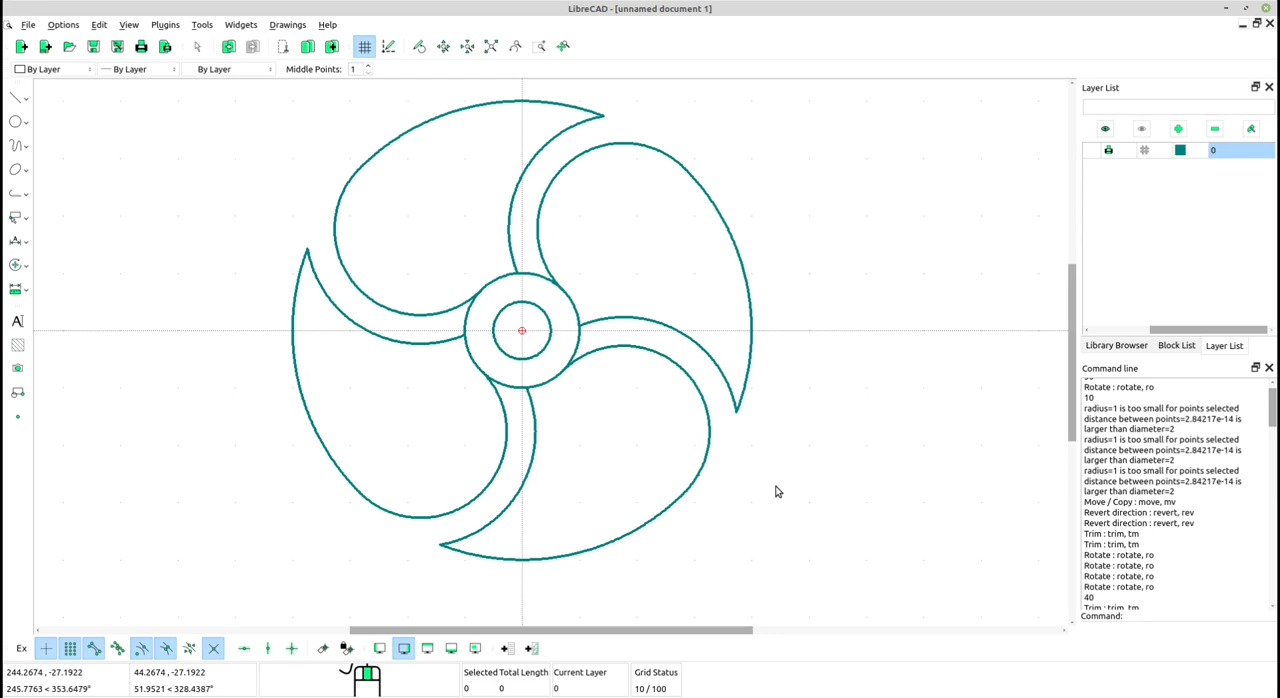 LibreCAD - [unnamed document 1]
File Options Edit View Plugins Tools Widgets Drawings Help
By Layer By Layer By Layer Middle Points: 1
Layer List
0
Library Browser Block List Layer List
Command line
Rotate : rotate, ro
10
radius=1 is too small for points selected
distance between points=2.84217e-14 is
larger than diameter=2
radius=1 is too small for points selected
distance between points=2.84217e-14 is
larger than diameter=2
radius=1 is too small for points selected
distance between points=2.84217e-14 is
larger than diameter=2
Move / Copy : move, mv
Revert direction : revert, rev
Revert direction : revert, rev
Trim : trim, tm
Trim : trim, tm
Rotate : rotate, ro
Rotate : rotate, ro
Rotate : rotate, ro
Rotate : rotate, ro
40
Trim : trim, tm
Command:
Ex
244.2674 , -27.1922 44.2674 , -27.1922 Selected Total Length Current Layer Grid Status
245.7763 < 353.6479° 51.9521 < 328.4387° 0 0 0 10 / 100